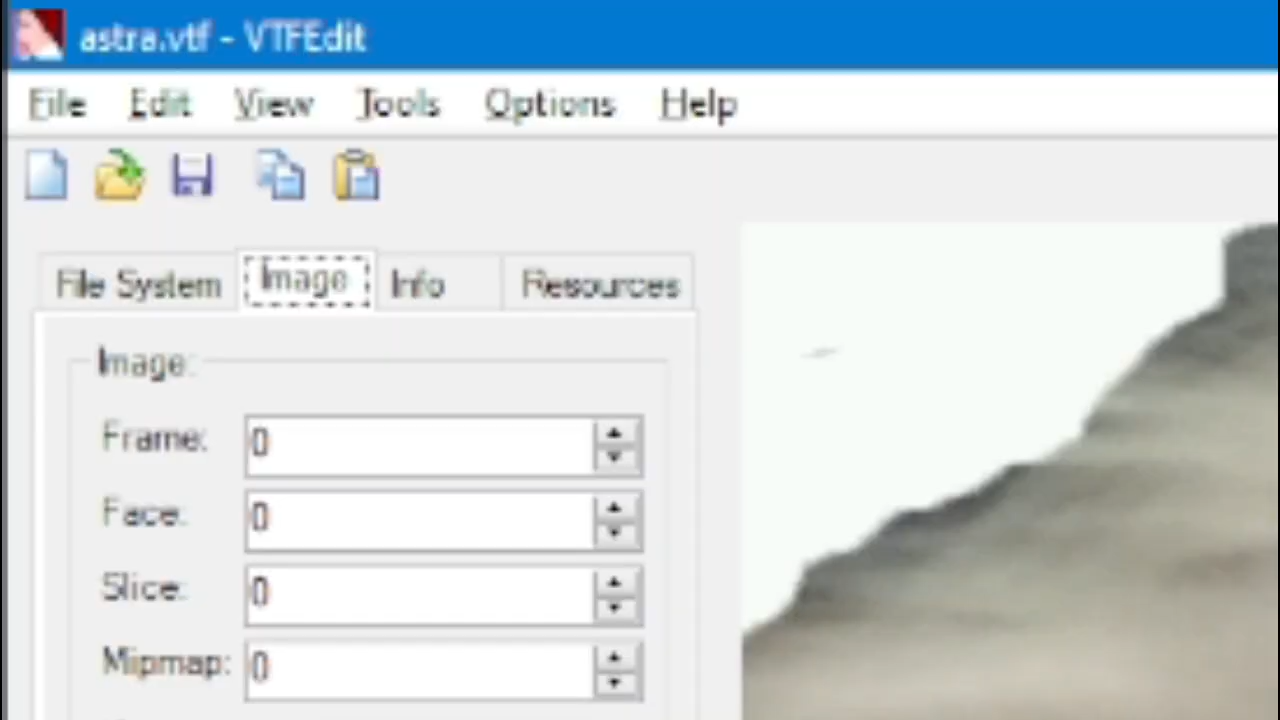 astra.vtf - VTFEdit
File Edit View Tools Options Help
File System Image Info Resources
Image:
Frame: 0
Face: 0
Slice: 0
Mipmap: 0